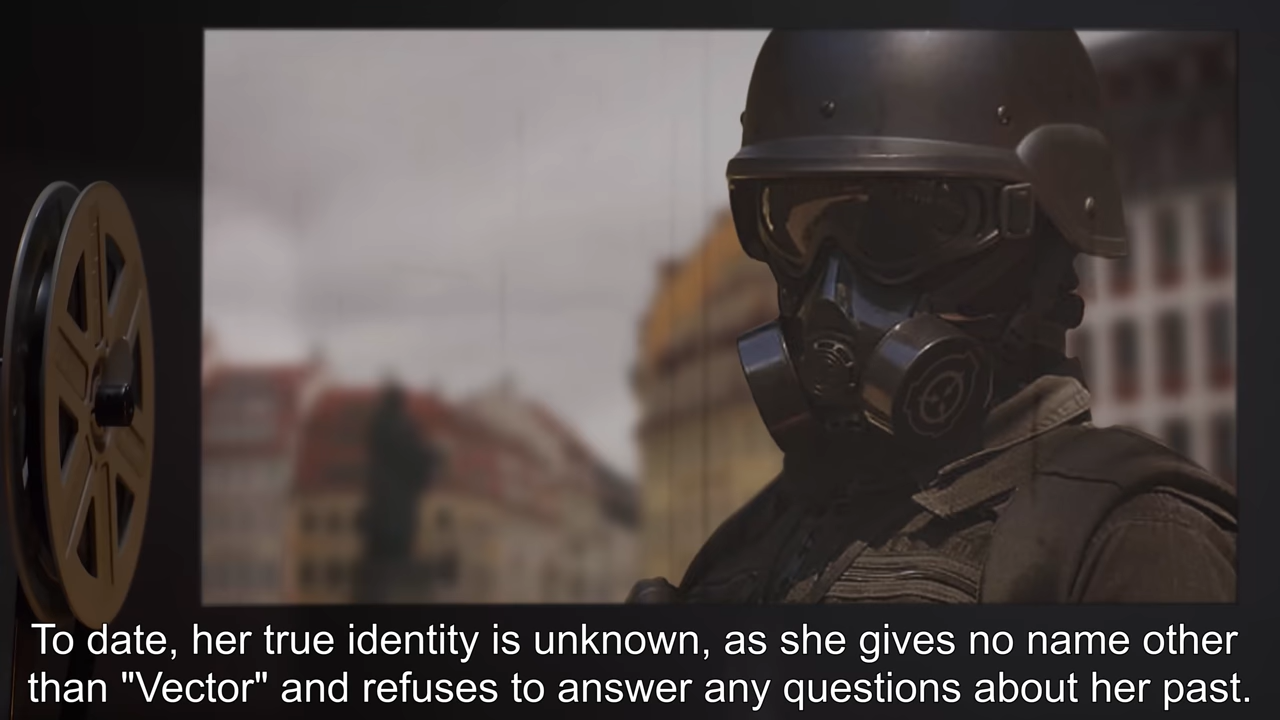 To date, her true identity is unknown, as she gives no name other
than "Vector" and refuses to answer any questions about her past.